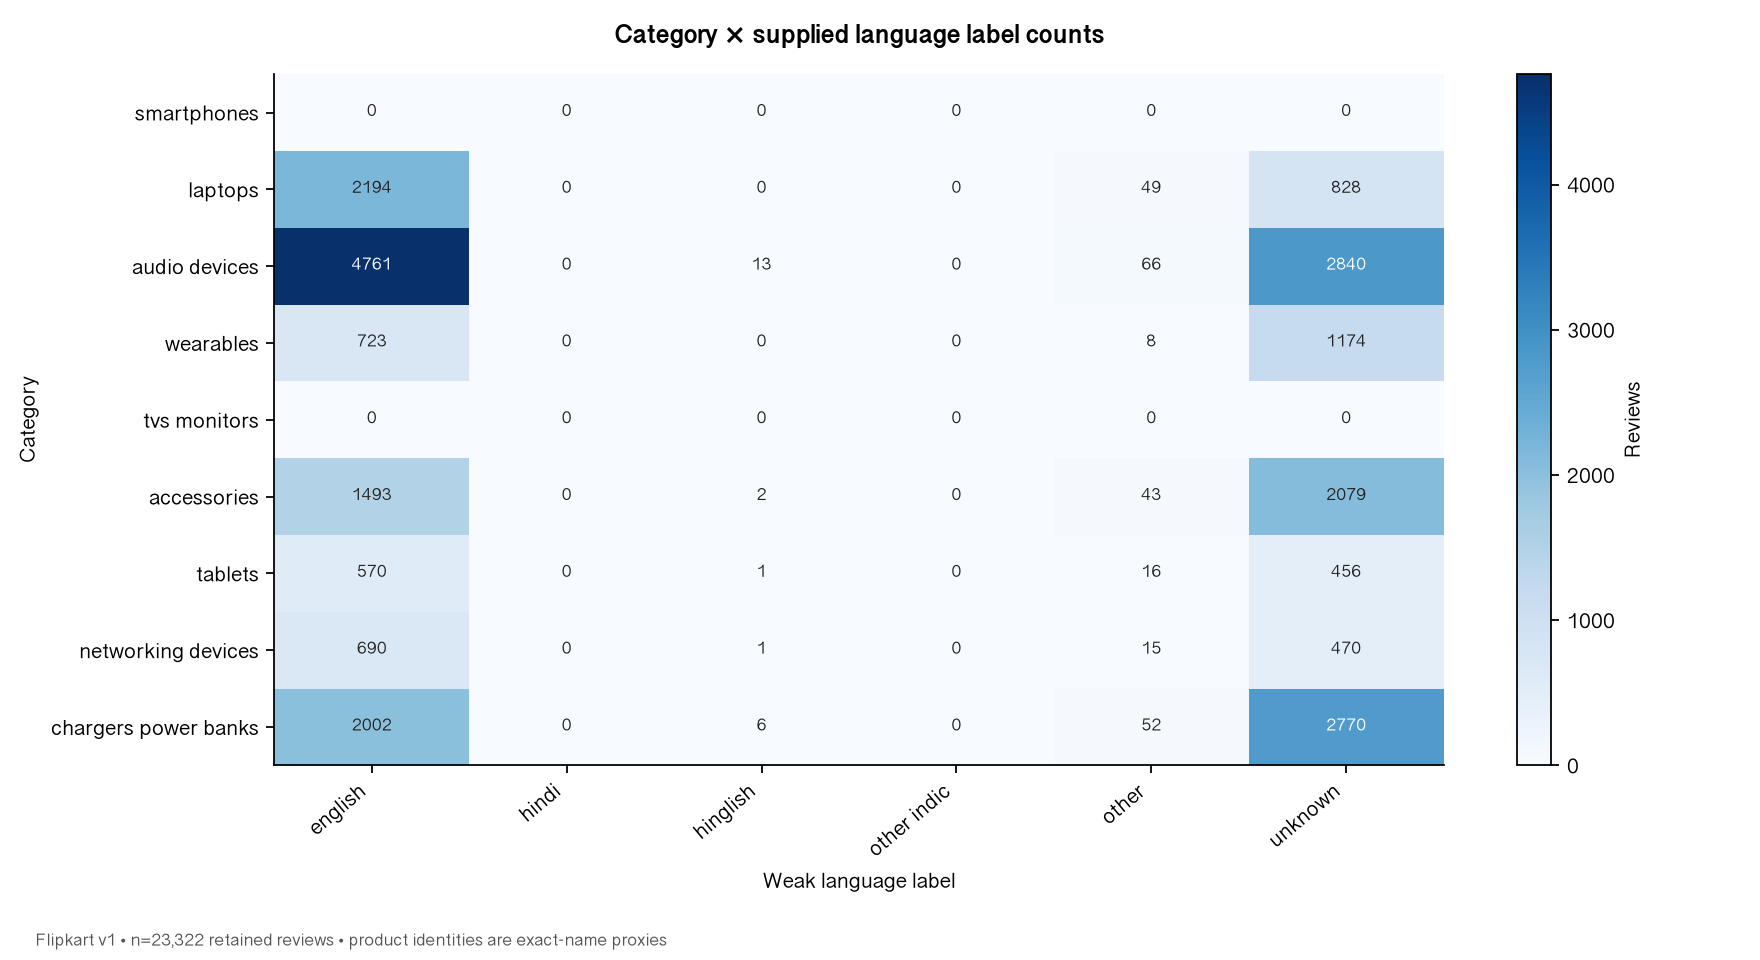 Category × supplied language label counts
smartphones 0 0 0 0 0 0
laptops 2194 0 0 0 49 828
audio devices 4761 0 13 0 66 2840
wearables 723 0 0 0 8 1174
tvs monitors 0 0 0 0 0 0
accessories 1493 0 2 0 43 2079
tablets 570 0 1 0 16 456
networking devices 690 0 1 0 15 470
chargers power banks 2002 0 6 0 52 2770
Category
english hindi hinglish other indic other unknown
Weak language label
4000
3000
2000
1000
0
Reviews
Flipkart v1 • n=23,322 retained reviews • product identities are exact-name proxies